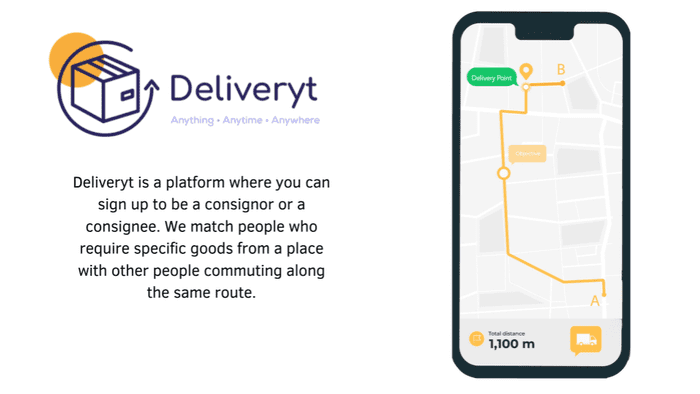 Deliveryt
Anything • Anytime • Anywhere
Deliveryt is a platform where you can
sign up to be a consignor or a
consignee. We match people who
require specific goods from a place
with other people commuting along
the same route.
Delivery Point
B
A
Total distance
1,100 m